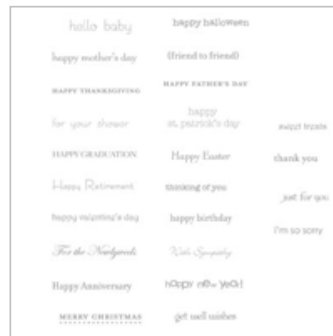 hello baby
happy halloween
happy mother's day
{friend to friend}
HAPPY THANKSGIVING
HAPPY FATHER'S DAY
for your shower
happy
st. patrick's day
sweet treats
HAPPY GRADUATION
Happy Easter
thank you
Happy Retirement
thinking of you
just for you
happy valentine's day
happy birthday
I'm so sorry
For the Newlyweds
With Sympathy
Happy Anniversary
happy new year!
MERRY CHRISTMAS
get well wishes